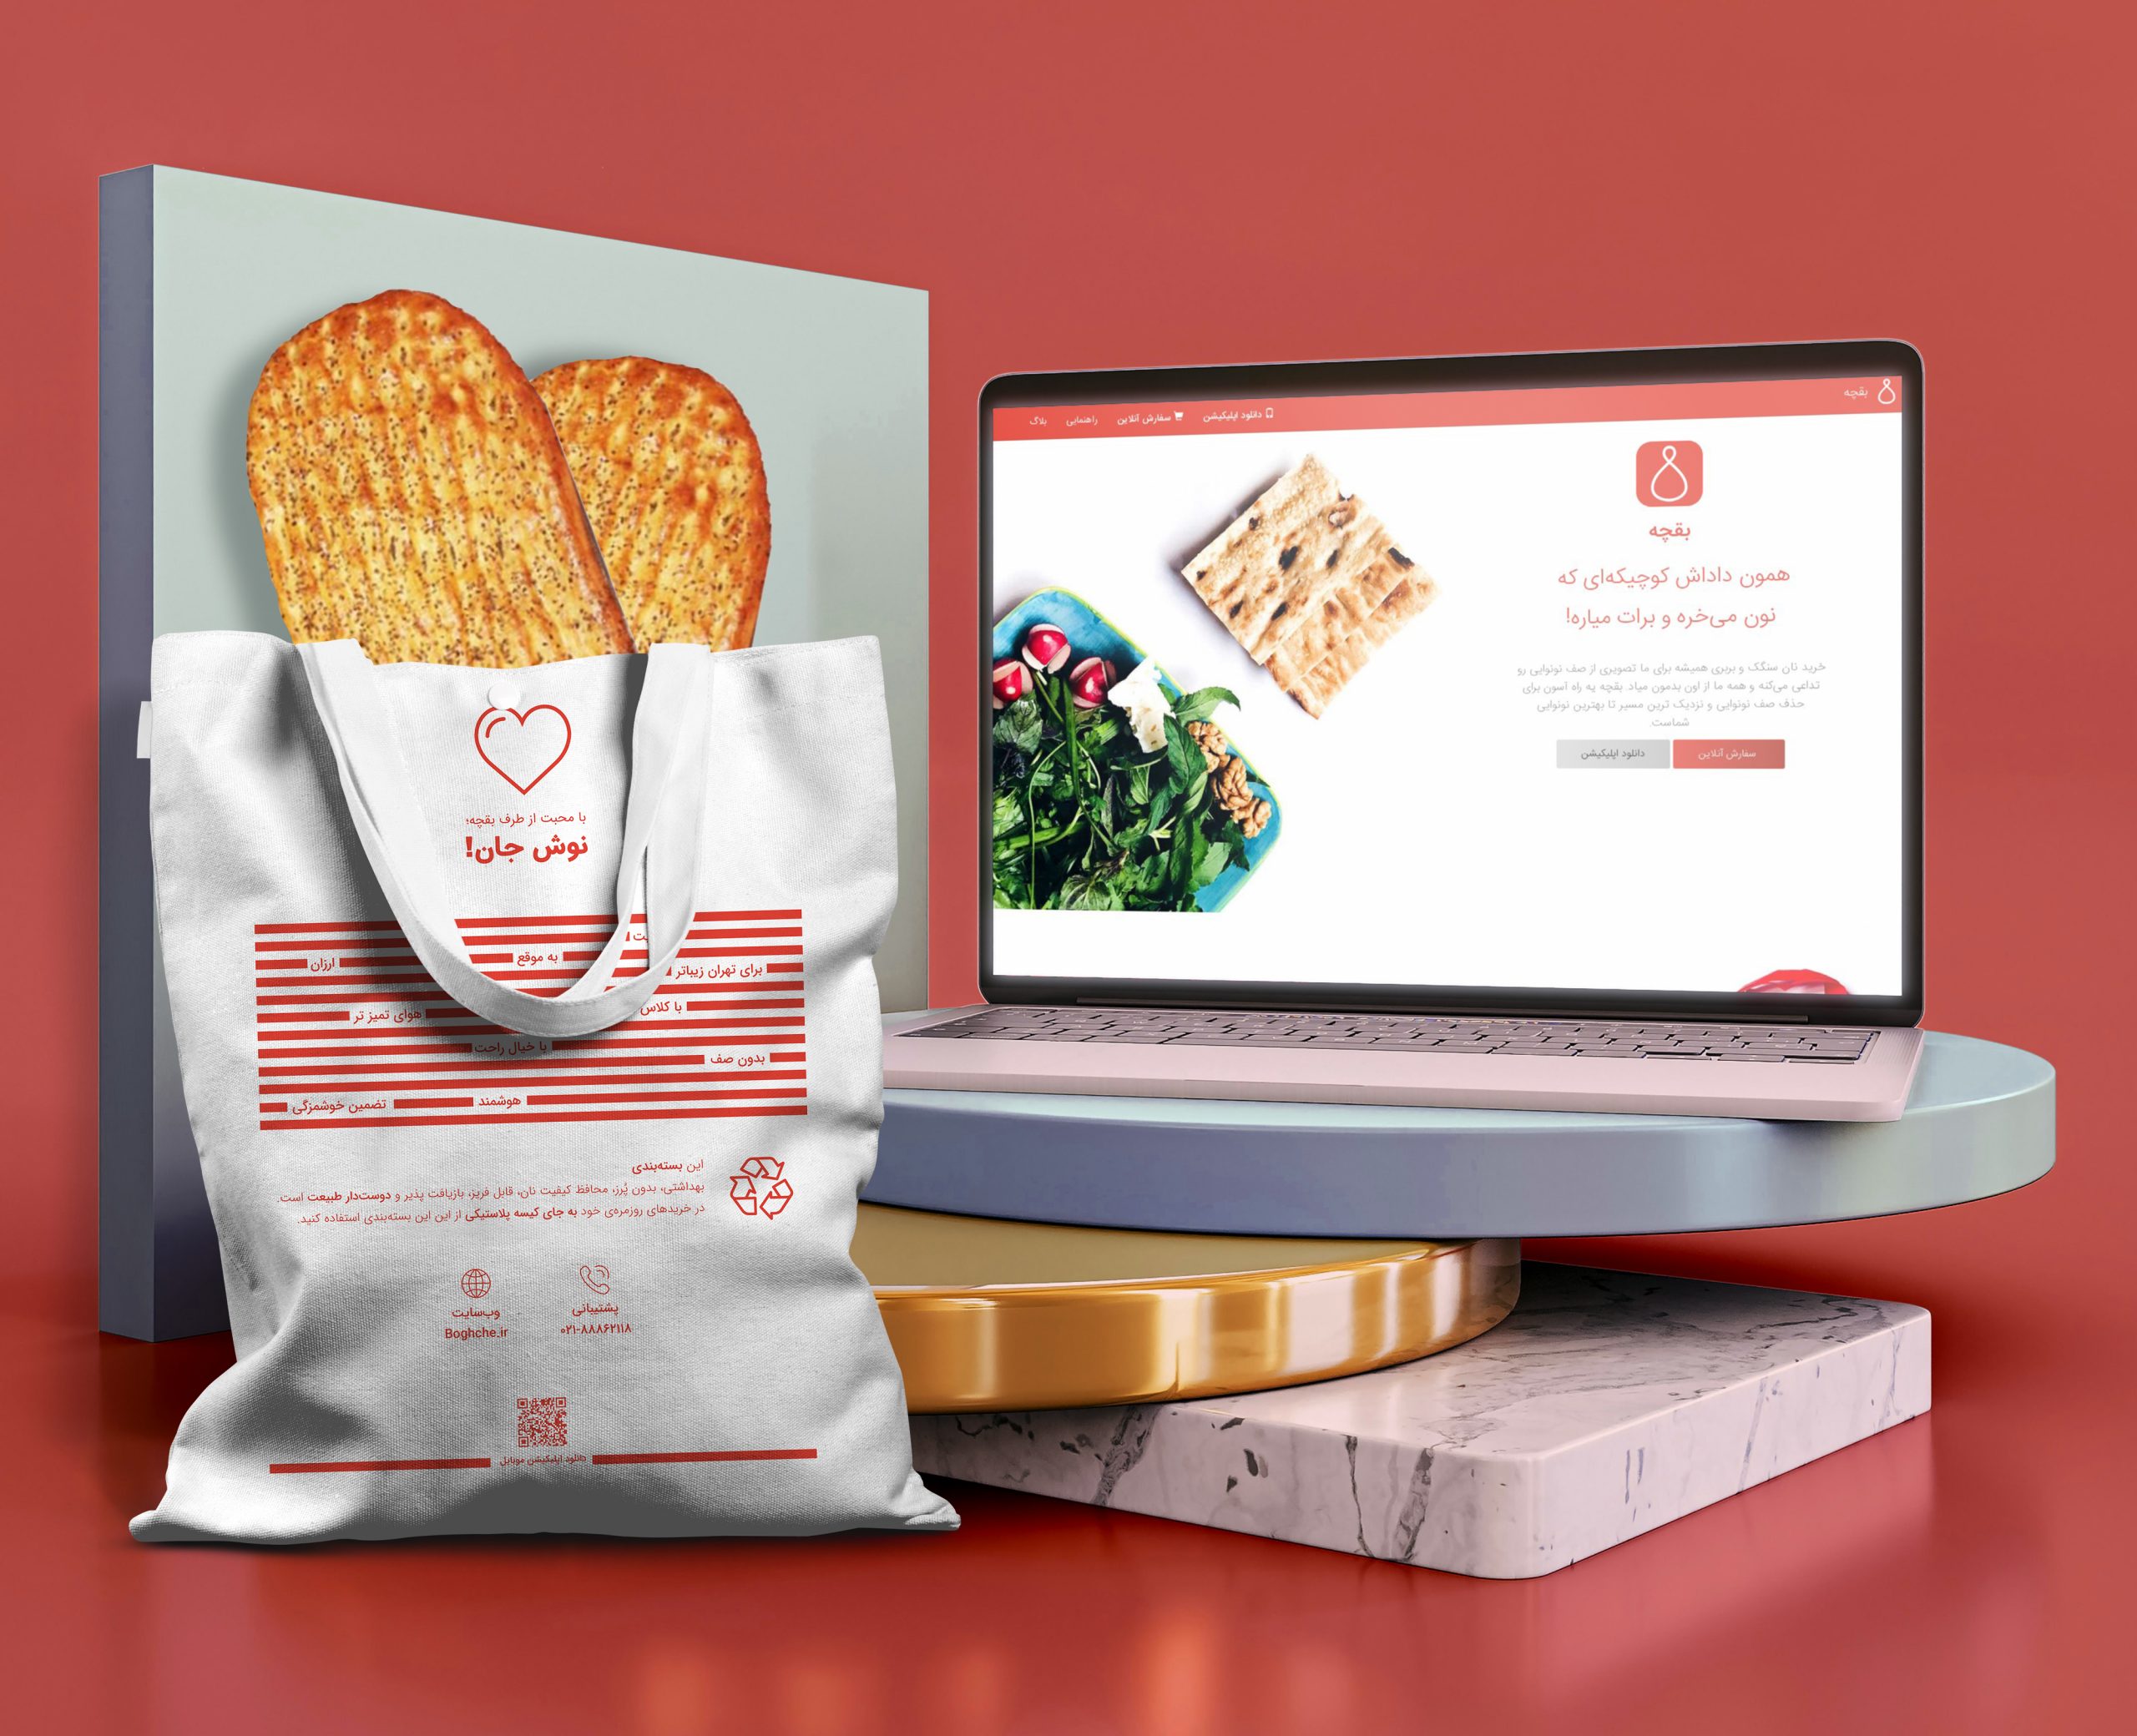 با محبت از طرف بقچه؛
نوش جان!
برای تهران زیباتر
به موقع
ارزان
با کلاس
هوای تمیز تر
با خیال راحت
بدون صف
هوشمند
تضمین خوشمزگی
این بسته‌بندی
بهداشتی، بدون پُرز، محافظ کیفیت نان، قابل فریز، بازیافت پذیر و دوست‌دار طبیعت است.
در خریدهای روزمره‌ی خود به جای کیسه پلاستیکی از این این بسته‌بندی استفاده کنید.
پشتیبانی
۰۲۱-۸۸۸۶۲۱۱۸
وب‌سایت
Boghche.ir
دانلود اپلیکیشن موبایل
بقچه
دانلود اپلیکیشن
سفارش آنلاین
راهنمایی
بلاگ
بقچه
همون داداش کوچیکه‌ای که
نون می‌خره و برات میاره!
خرید نان سنگک و بربری همیشه برای ما تصویری از صف نونوایی رو
تداعی می‌کنه و همه ما از اون بدمون میاد. بقچه یه راه آسون برای
حذف صف نونوایی و نزدیک ترین مسیر تا بهترین نونوایی
شماست.
سفارش آنلاین
دانلود اپلیکیشن